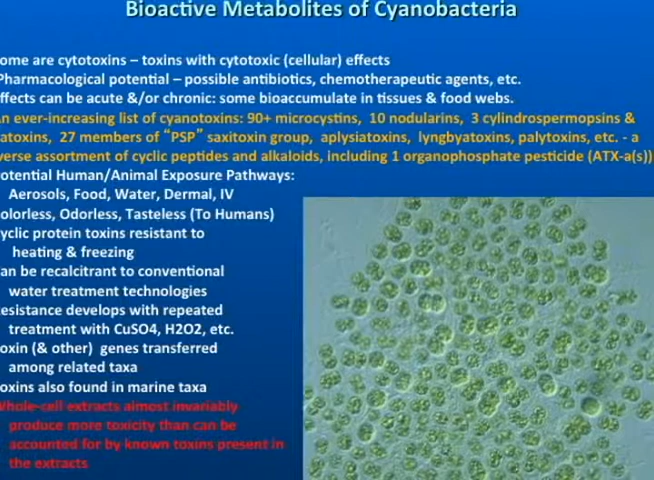 Bioactive Metabolites of Cyanobacteria
ome are cytotoxins – toxins with cytotoxic (cellular) effects
Pharmacological potential – possible antibiotics, chemotherapeutic agents, etc.
ffects can be acute &/or chronic: some bioaccumulate in tissues & food webs.
n ever-increasing list of cyanotoxins: 90+ microcystins, 10 nodularins, 3 cylindrospermopsins &
atoxins, 27 members of “PSP” saxitoxin group, aplysiatoxins, lyngbyatoxins, palytoxins, etc. - a
verse assortment of cyclic peptides and alkaloids, including 1 organophosphate pesticide (ATX-a(s))
otential Human/Animal Exposure Pathways:
Aerosols, Food, Water, Dermal, IV
olorless, Odorless, Tasteless (To Humans)
yclic protein toxins resistant to
heating & freezing
an be recalcitrant to conventional
water treatment technologies
esistance develops with repeated
treatment with CuSO4, H2O2, etc.
oxin (& other) genes transferred
among related taxa
oxins also found in marine taxa
Whole-cell extracts almost invariably
produce more toxicity than can be
accounted for by known toxins present in
the extracts